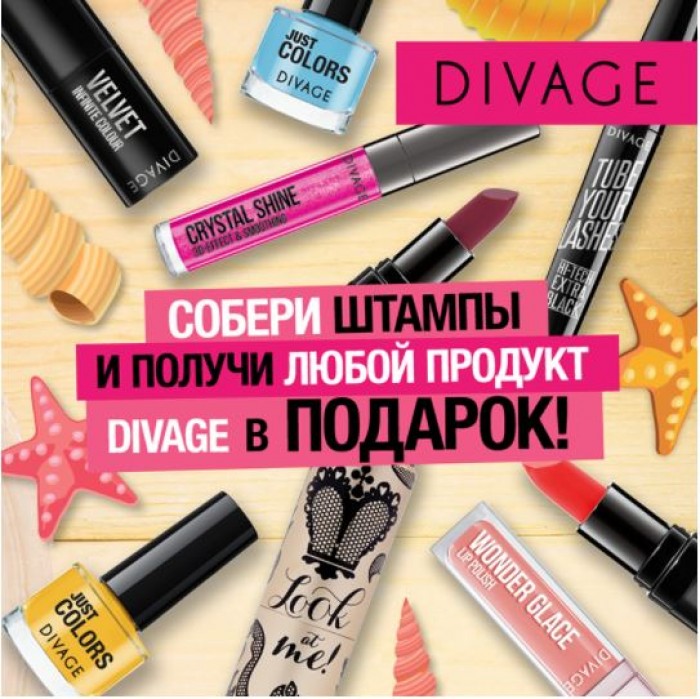 DIVAGE
VELVET
INFINITE COLOUR
DIVAGE
JUST
COLORS
DIVAGE
CRYSTAL SHINE
3D-EFFECT & SMOOTHING
DIVAGE
DIVAGE
TUBE
YOUR
LASHES
HI-TECH
EXTRA
BLACK
СОБЕРИ ШТАМПЫ
И ПОЛУЧИ ЛЮБОЙ ПРОДУКТ
DIVAGE в ПОДАРОК!
JUST
COLORS
DIVAGE
Look
at
me!
WONDER GLACE
LIP POLISH
DIVAGE